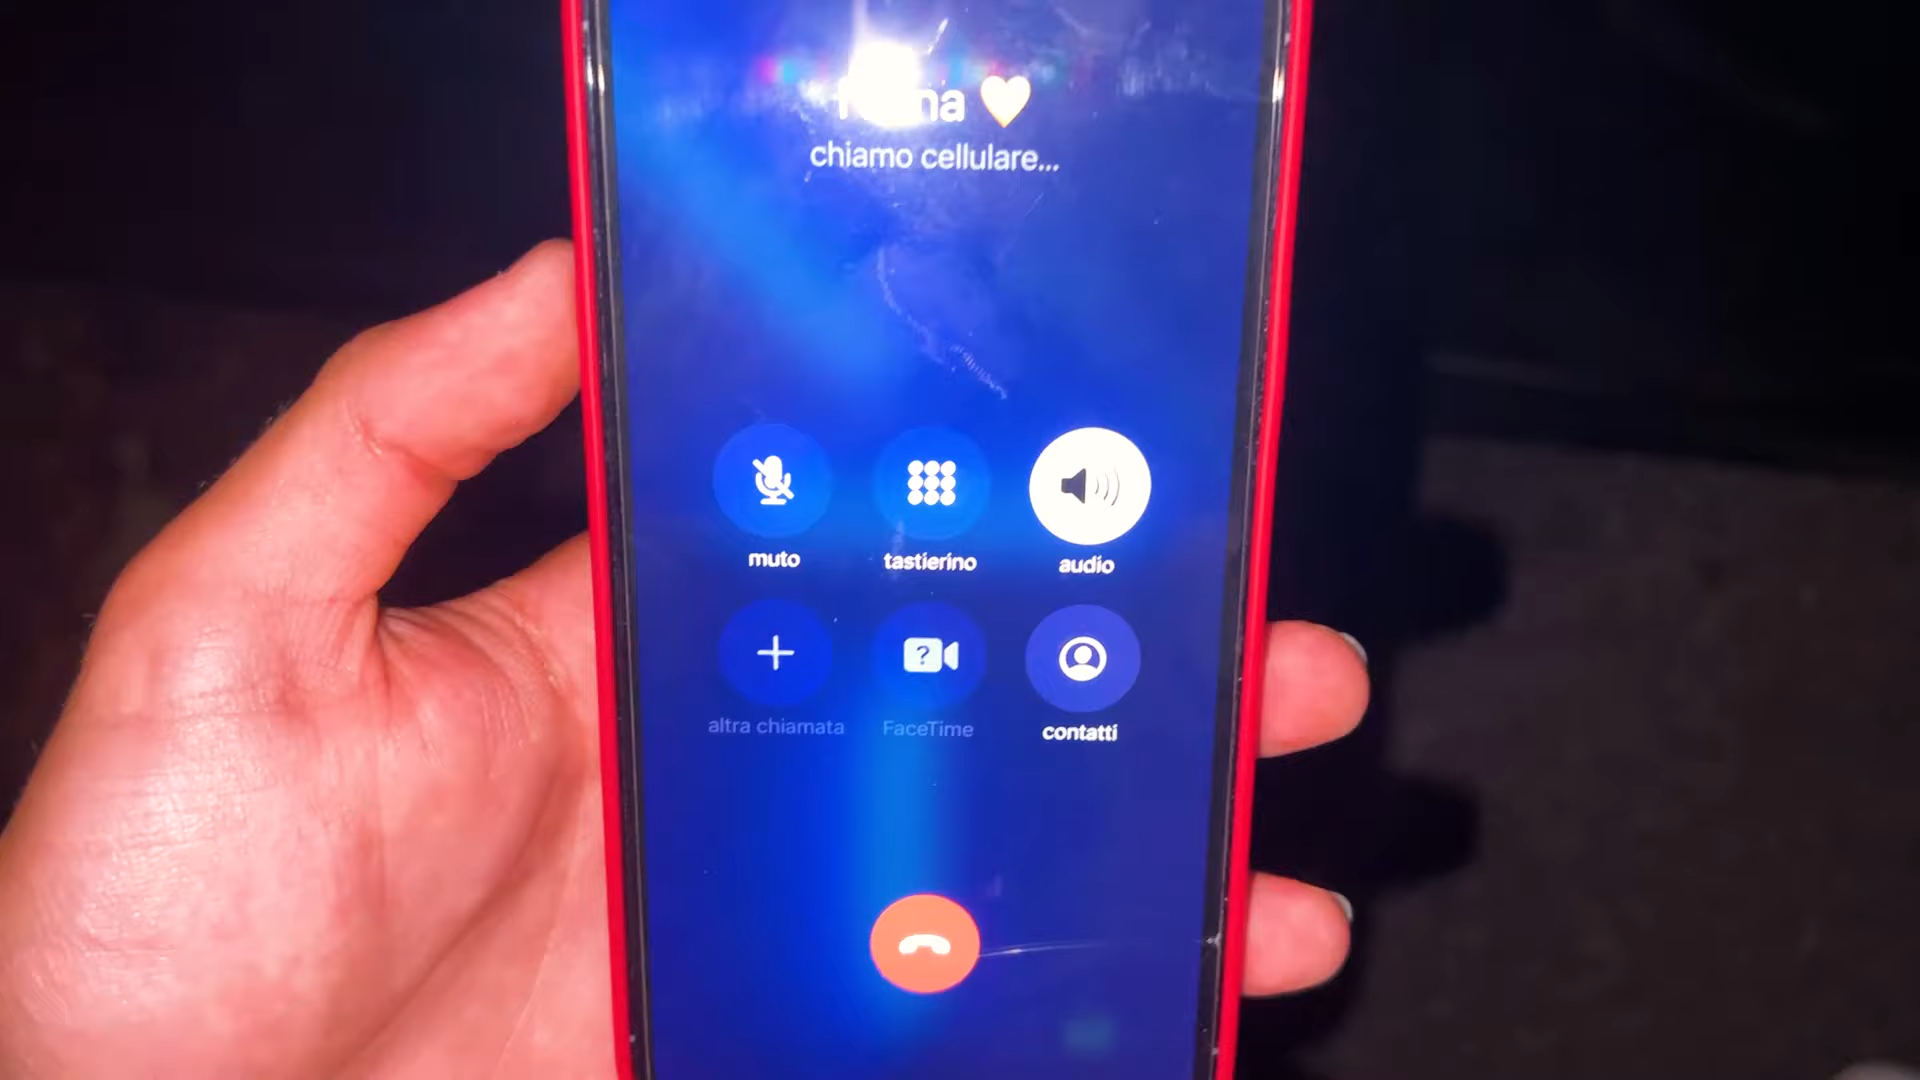 chiamo cellulare...
muto
tastierino
audio
altra chiamata
FaceTime
contatti